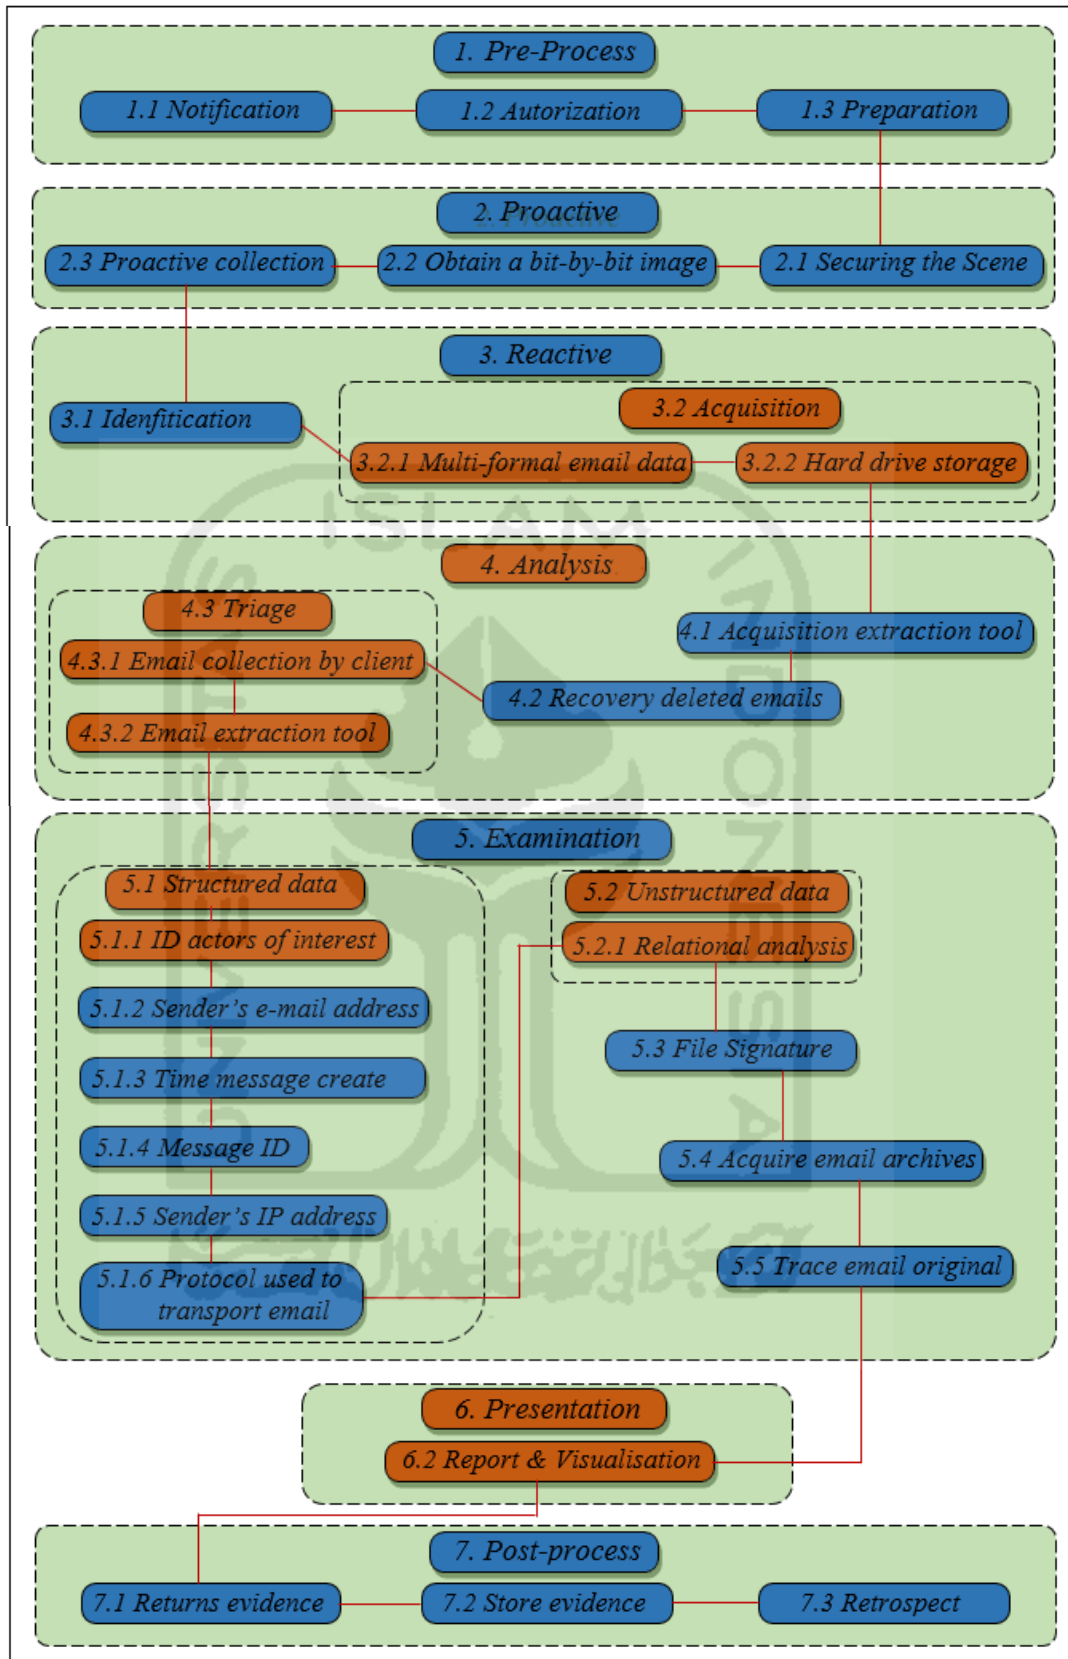 1. Pre-Process
1.1 Notification
1.2 Autorization
1.3 Preparation
2. Proactive
2.3 Proactive collection
2.2 Obtain a bit-by-bit image
2.1 Securing the Scene
3. Reactive
3.1 Idenfitication
3.2 Acquisition
3.2.1 Multi-formal email data
3.2.2 Hard drive storage
ISLAM
UNIVERSITAS
INDONESIA
4. Analysis
4.3 Triage
4.3.1 Email collection by client
4.3.2 Email extraction tool
4.1 Acquisition extraction tool
4.2 Recovery deleted emails
5. Examination
5.1 Structured data
5.1.1 ID actors of interest
5.1.2 Sender's e-mail address
5.1.3 Time message create
5.1.4 Message ID
5.1.5 Sender's IP address
5.1.6 Protocol used to
transport email
5.2 Unstructured data
5.2.1 Relational analysis
5.3 File Signature
5.4 Acquire email archives
5.5 Trace email original
6. Presentation
6.2 Report & Visualisation
7. Post-process
7.1 Returns evidence
7.2 Store evidence
7.3 Retrospect